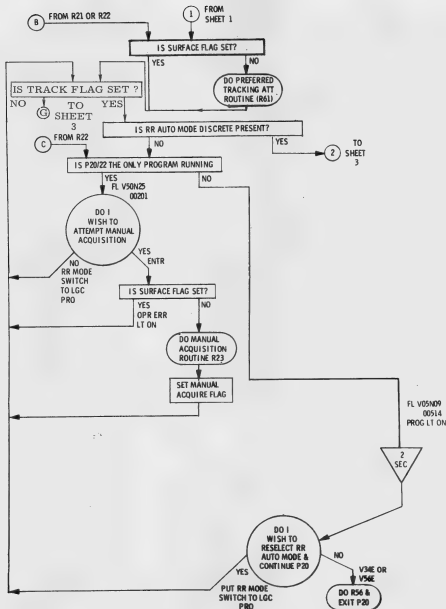 1
FROM
SHEET 1
B
FROM R21 OR R22
IS SURFACE FLAG SET?
YES
NO
DO PREFERRED
TRACKING ATT
ROUTINE (R61)
IS TRACK FLAG SET ?
NO
YES
G
TO
SHEET
3
IS RR AUTO MODE DISCRETE PRESENT?
NO
YES
2
TO
SHEET
3
C
FROM R22
IS P20/22 THE ONLY PROGRAM RUNNING
YES
NO
FL V50N25
00201
DO I
WISH TO
ATTEMPT MANUAL
ACQUISITION
NO
RR MODE
SWITCH
TO LGC
PRO
YES
ENTR
IS SURFACE FLAG SET?
YES
OPR ERR
LT ON
NO
DO MANUAL
ACQUISITION
ROUTINE R23
SET MANUAL
ACQUIRE FLAG
FL V05N09
00514
PROG LT ON
2
SEC
DO I
WISH TO
RESELECT RR
AUTO MODE &
CONTINUE P20
YES
PUT RR MODE
SWITCH TO LGC
PRO
NO
V34E OR
V56E
DO R56 &
EXIT P20